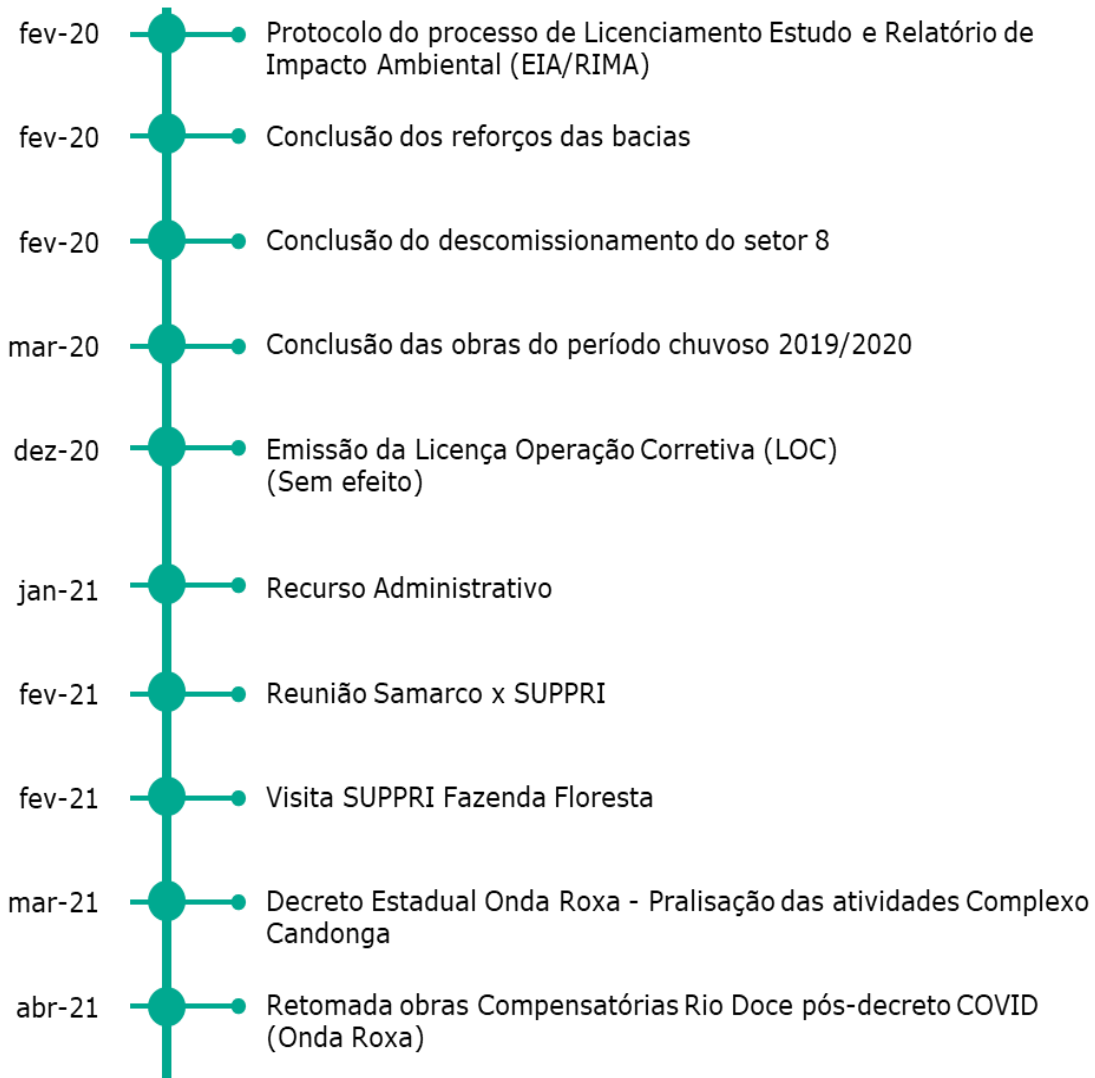 fev-20
Protocolo do processo de Licenciamento Estudo e Relatório de
Impacto Ambiental (EIA/RIMA)
fev-20
Conclusão dos reforços das bacias
fev-20
Conclusão do descomissionamento do setor 8
mar-20
Conclusão das obras do período chuvoso 2019/2020
dez-20
Emissão da Licença Operação Corretiva (LOC)
(Sem efeito)
jan-21
Recurso Administrativo
fev-21
Reunião Samarco x SUPPRI
fev-21
Visita SUPPRI Fazenda Floresta
mar-21
Decreto Estadual Onda Roxa - Pralisação das atividades Complexo
Candonga
abr-21
Retomada obras Compensatórias Rio Doce pós-decreto COVID
(Onda Roxa)